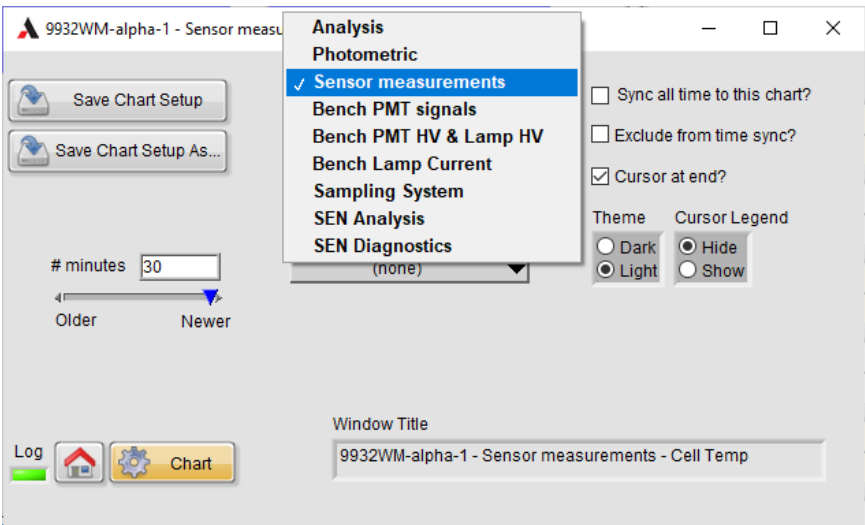 9932WM-alpha-1 - Sensor measu
Analysis
Photometric
✓ Sensor measurements
Bench PMT signals
Bench PMT HV & Lamp HV
Bench Lamp Current
Sampling System
SEN Analysis
SEN Diagnostics
(none)
Save Chart Setup
Save Chart Setup As...
Sync all time to this chart?
Exclude from time sync?
Cursor at end?
Theme
Dark
Light
Cursor Legend
Hide
Show
# minutes 30
Older Newer
Window Title
9932WM-alpha-1 - Sensor measurements - Cell Temp
Log
Chart